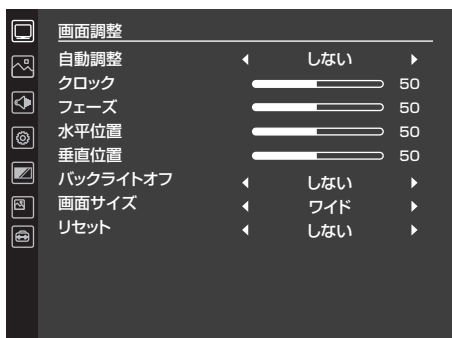 画面調整
自動調整 しない
クロック 50
フェーズ 50
水平位置 50
垂直位置 50
バックライトオフ しない
画面サイズ ワイド
リセット しない